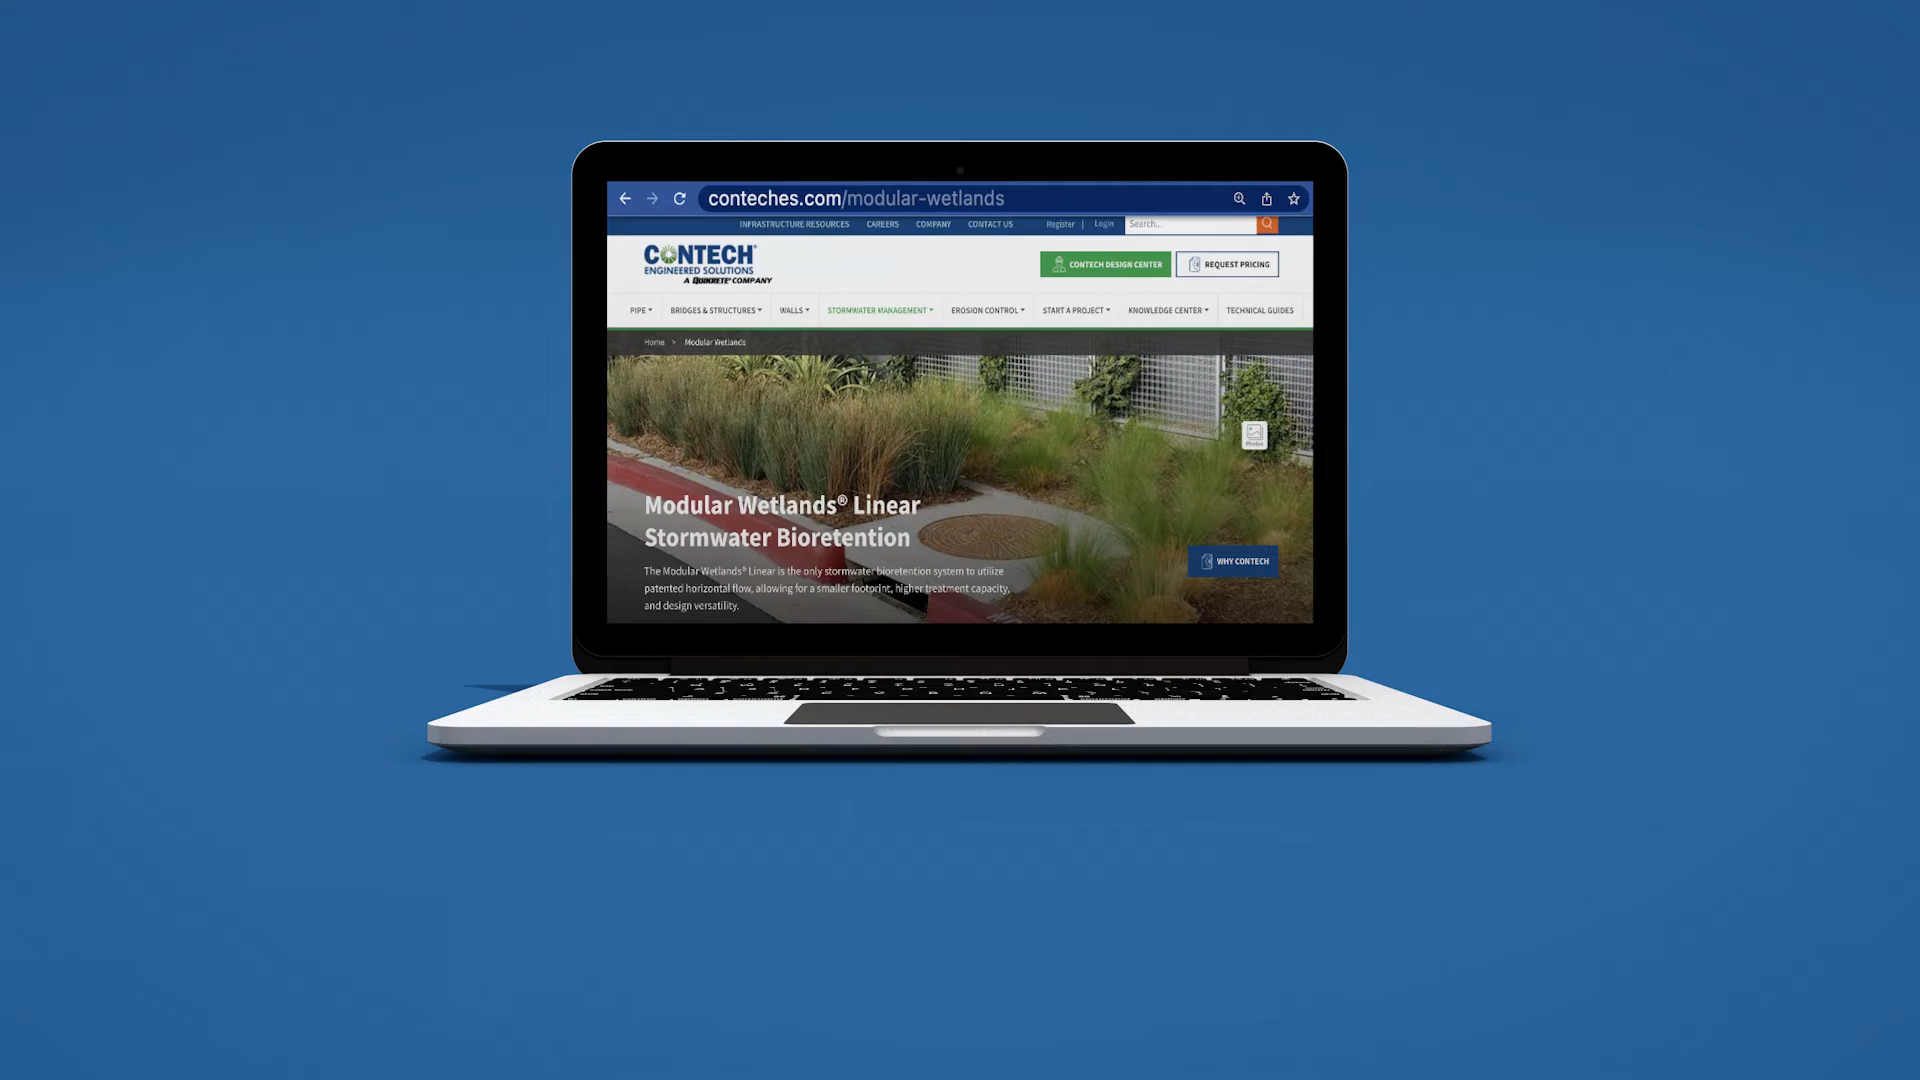 conteches.com/modular-wetlands
INFRASTRUCTURE RESOURCES CAREERS COMPANY CONTACT US Register | Login Search...
CONTECH®
ENGINEERED SOLUTIONS
A QUIKRETE® COMPANY
CONTECH DESIGN CENTER REQUEST PRICING
PIPE BRIDGES & STRUCTURES WALLS STORMWATER MANAGEMENT EROSION CONTROL START A PROJECT KNOWLEDGE CENTER TECHNICAL GUIDES
Home > Modular Wetlands
Photos
Modular Wetlands® Linear
Stormwater Bioretention
The Modular Wetlands® Linear is the only stormwater bioretention system to utilize
patented horizontal flow, allowing for a smaller footprint, higher treatment capacity,
and design versatility.
WHY CONTECH